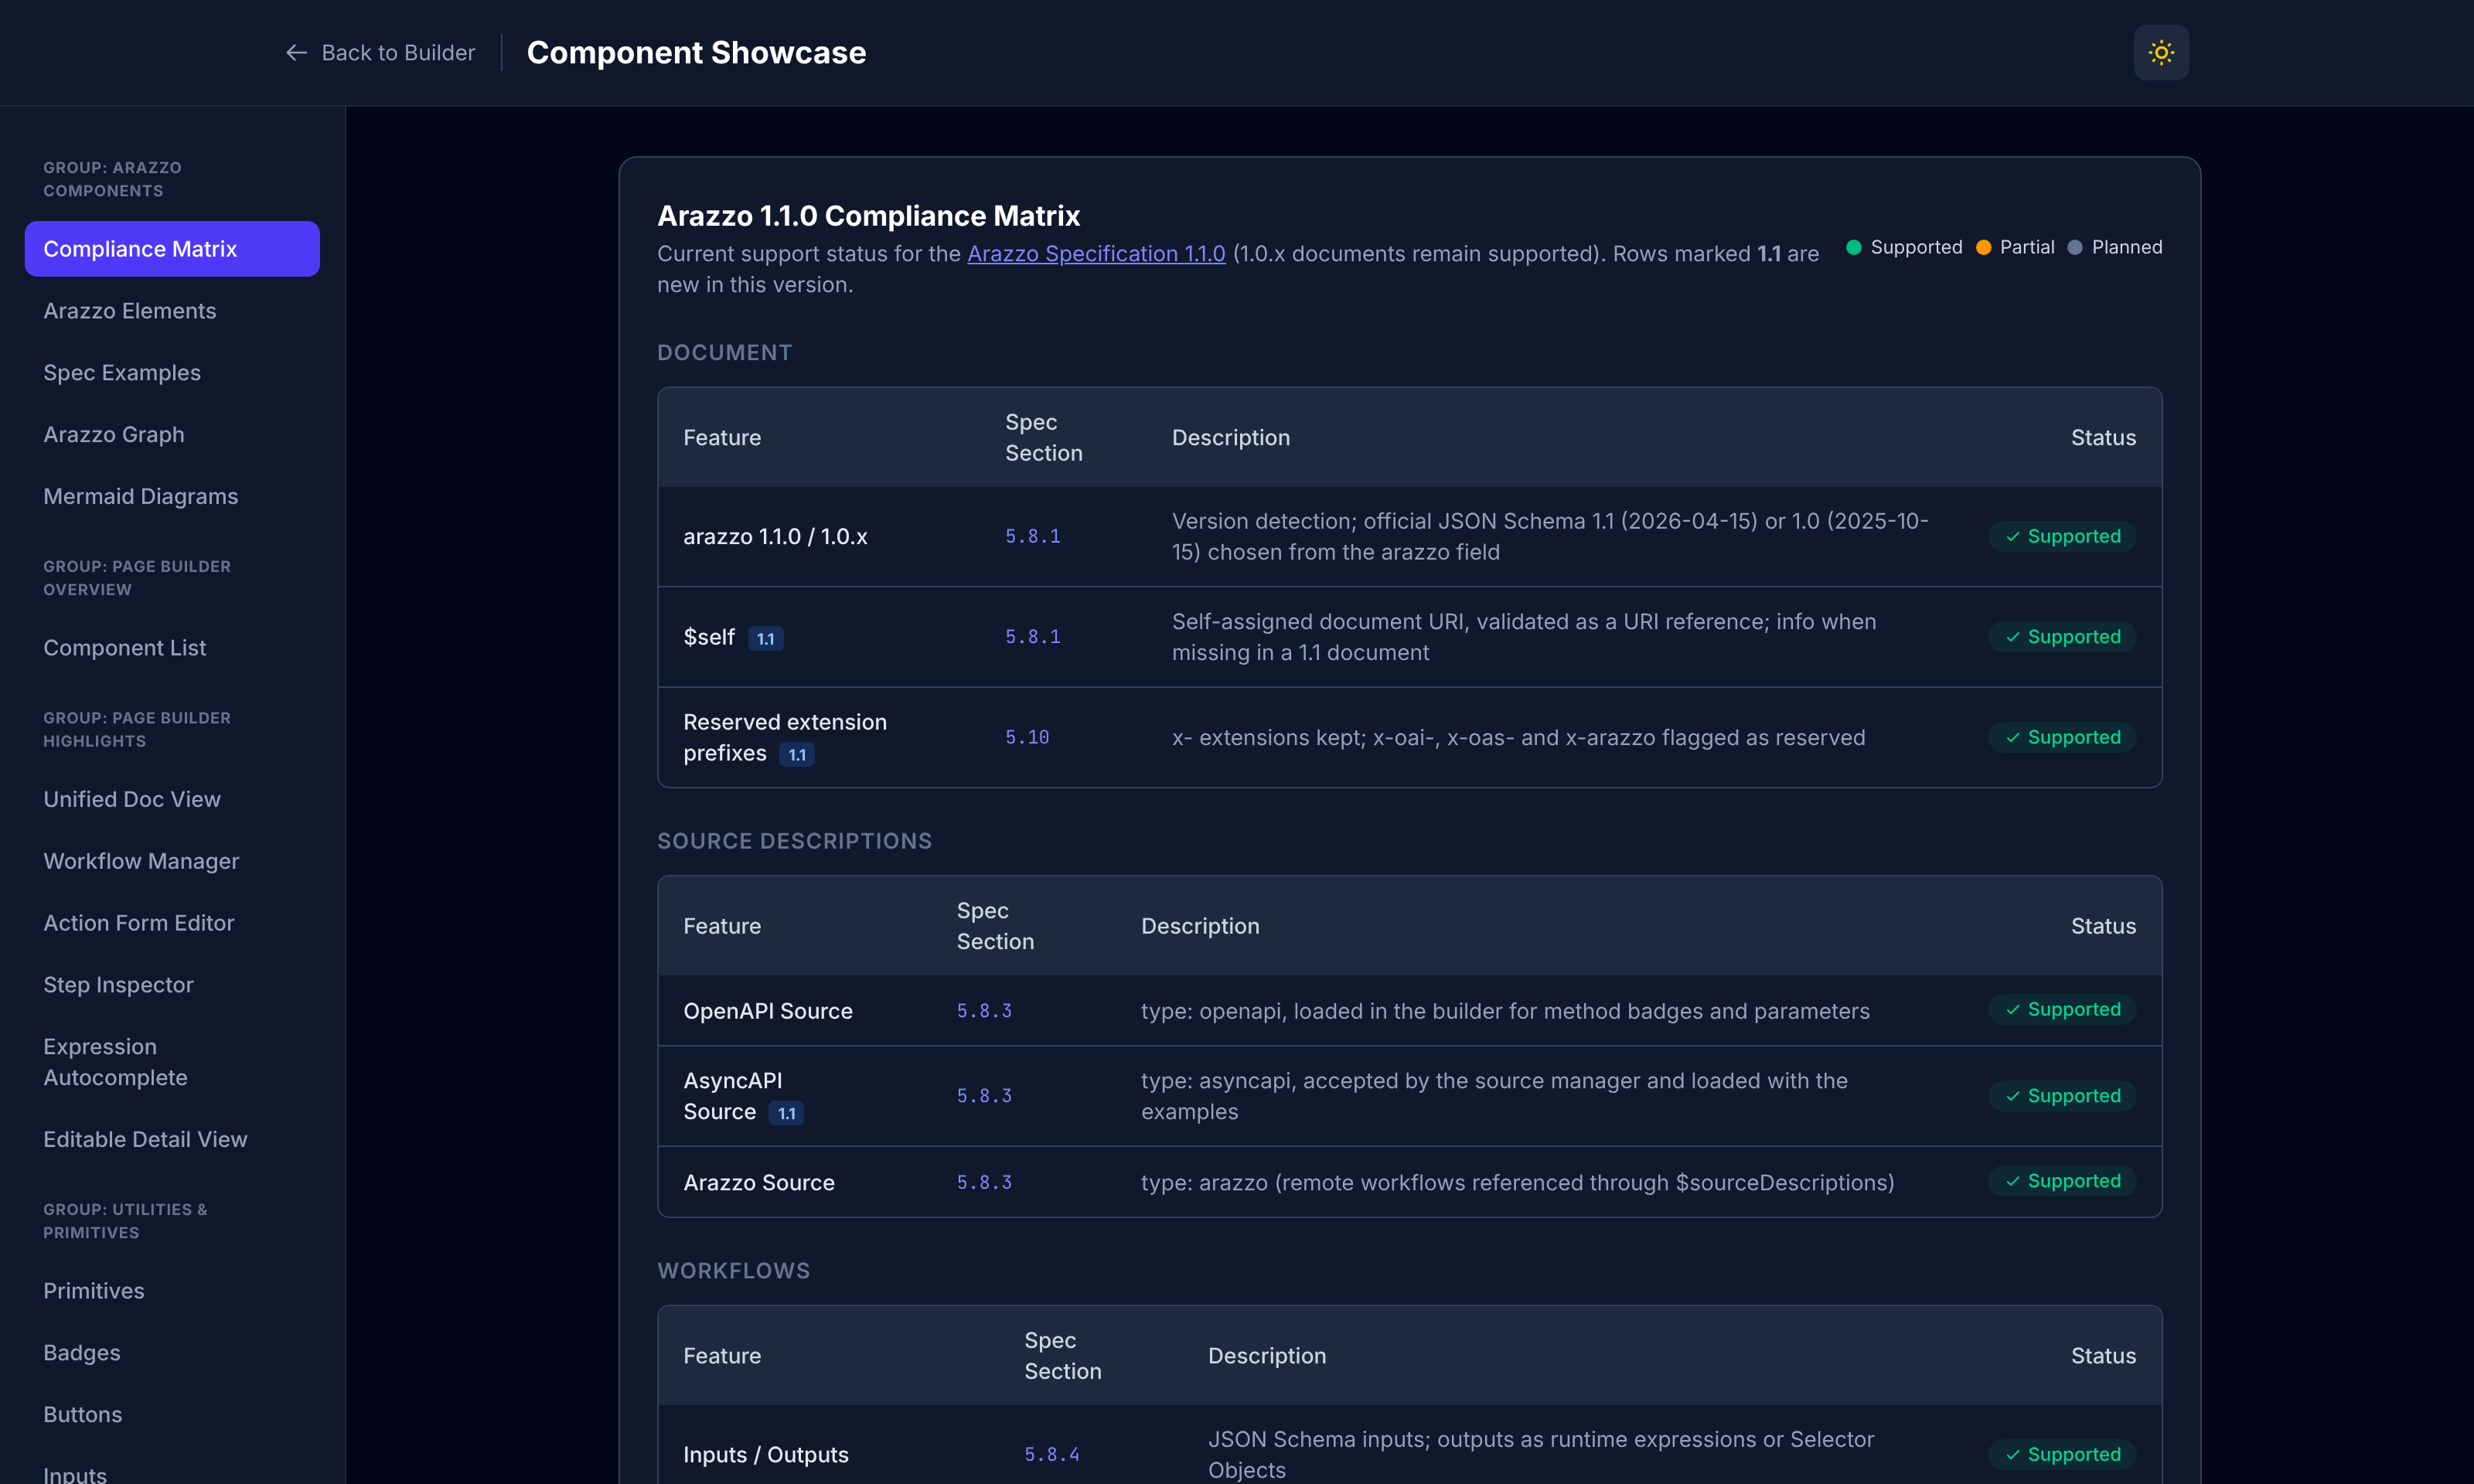 Back to Builder
Component Showcase
GROUP: ARAZZO
COMPONENTS
Compliance Matrix
Arazzo Elements
Spec Examples
Arazzo Graph
Mermaid Diagrams
GROUP: PAGE BUILDER
OVERVIEW
Component List
GROUP: PAGE BUILDER
HIGHLIGHTS
Unified Doc View
Workflow Manager
Action Form Editor
Step Inspector
Expression
Autocomplete
Editable Detail View
GROUP: UTILITIES &
PRIMITIVES
Primitives
Badges
Buttons
Inputs
Arazzo 1.1.0 Compliance Matrix
Current support status for the Arazzo Specification 1.1.0 (1.0.x documents remain supported). Rows marked 1.1 are
new in this version.
Supported Partial Planned
DOCUMENT
Feature
Spec
Section
Description
Status
arazzo 1.1.0 / 1.0.x
5.8.1
Version detection; official JSON Schema 1.1 (2026-04-15) or 1.0 (2025-10-
15) chosen from the arazzo field
Supported
$self 1.1
5.8.1
Self-assigned document URI, validated as a URI reference; info when
missing in a 1.1 document
Supported
Reserved extension
prefixes 1.1
5.10
x- extensions kept; x-oai-, x-oas- and x-arazzo flagged as reserved
Supported
SOURCE DESCRIPTIONS
Feature
Spec
Section
Description
Status
OpenAPI Source
5.8.3
type: openapi, loaded in the builder for method badges and parameters
Supported
AsyncAPI
Source 1.1
5.8.3
type: asyncapi, accepted by the source manager and loaded with the
examples
Supported
Arazzo Source
5.8.3
type: arazzo (remote workflows referenced through $sourceDescriptions)
Supported
WORKFLOWS
Feature
Spec
Section
Description
Status
Inputs / Outputs
5.8.4
JSON Schema inputs; outputs as runtime expressions or Selector
Objects
Supported